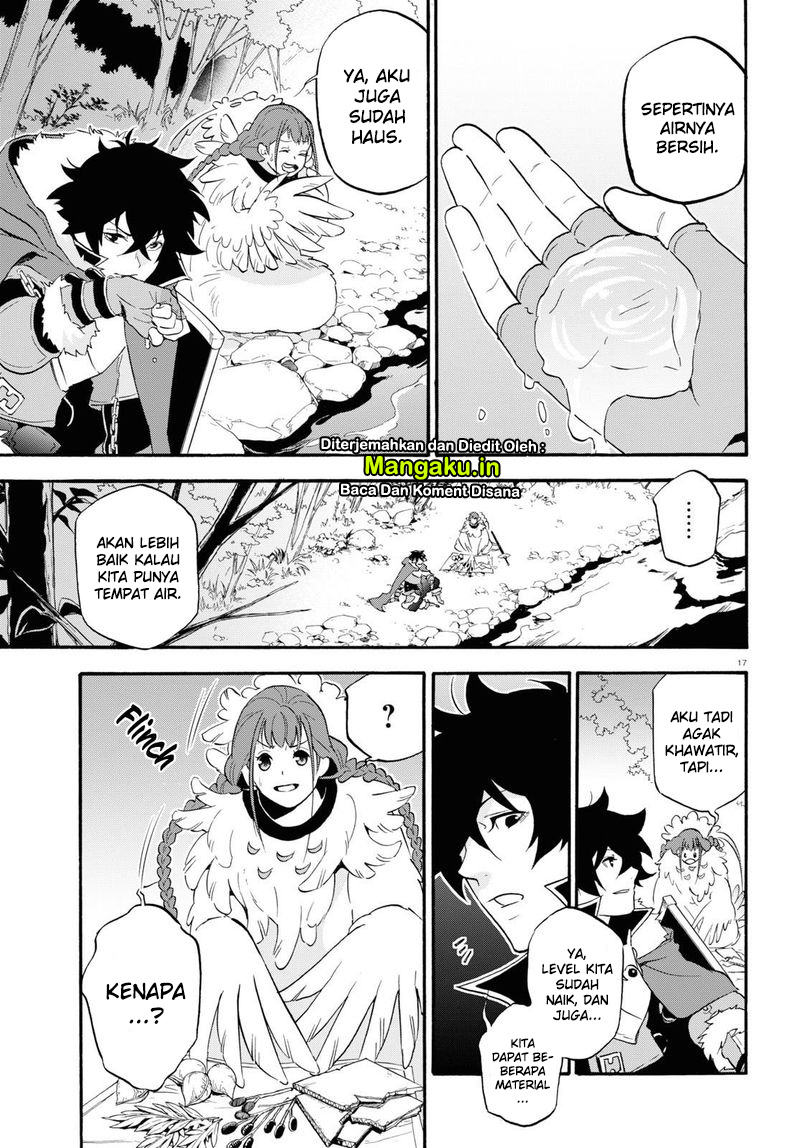 SEPERTINYA
AIRNYA
BERSIH.
YA, AKU
JUGA
SUDAH
HAUS.
Diterjemahkan dan Diedit Oleh :
Mangaku.in
Baca Dan Koment Disana
.......
AKAN LEBIH
BAIK KALAU
KITA PUNYA
TEMPAT AIR.
17
AKU TADI
AGAK
KHAWATIR,
TAPI...
YA,
LEVEL KITA
SUDAH
NAIK, DAN
JUGA...
KITA
DAPAT BE-
BERAPA
MATERIAL
...
?
Flinch
KENAPA
...?